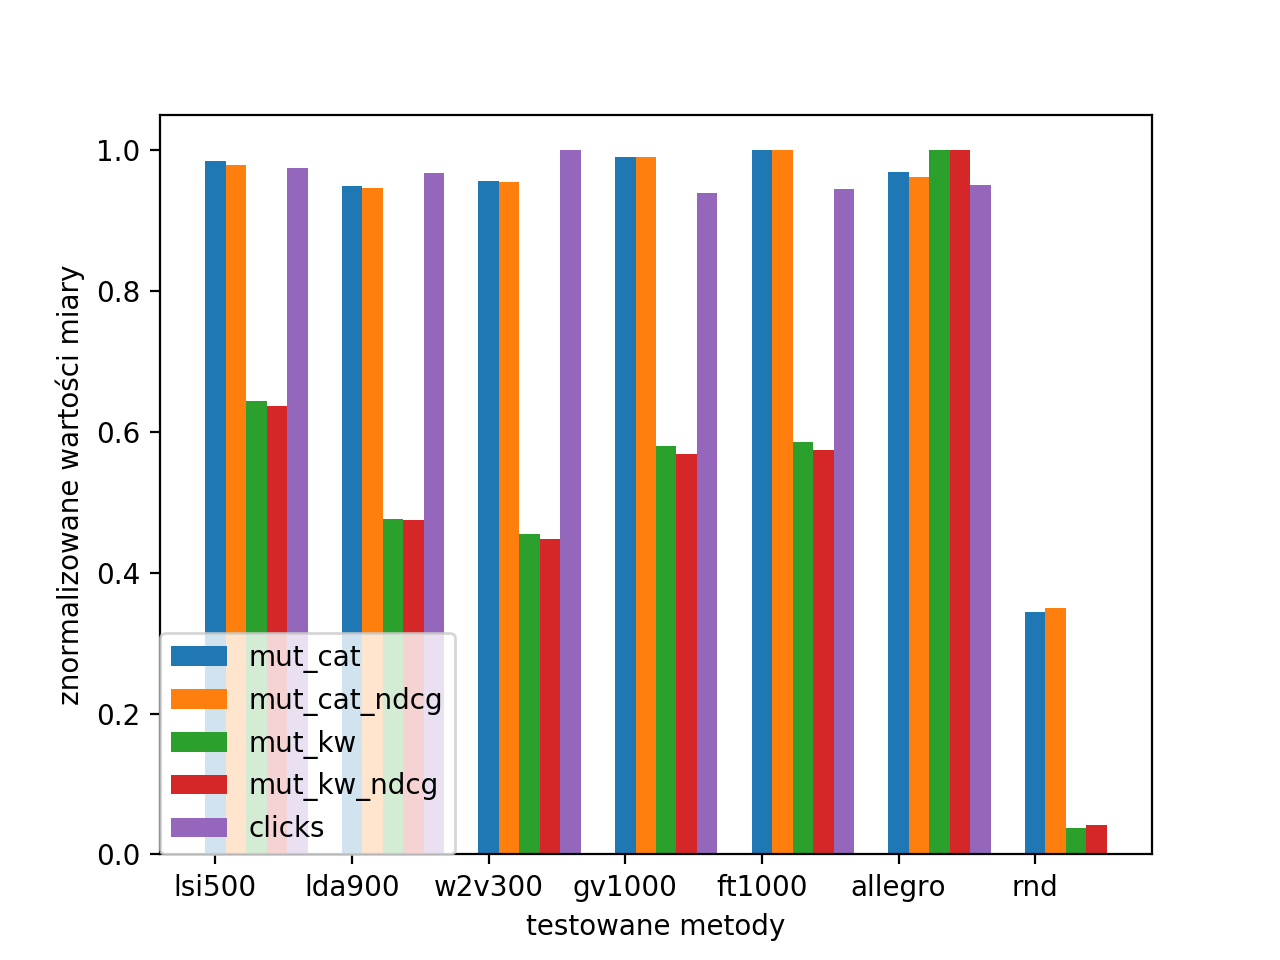 znormalizowane wartości miary
1.0
0.8
0.6
0.4
0.2
0.0
mut_cat
mut_cat_ndcg
mut_kw
mut_kw_ndcg
clicks
lsi500 lda900 w2v300 gv1000 ft1000 allegro rnd
testowane metody